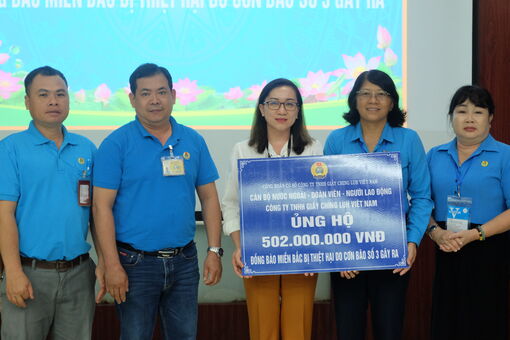 ĐỒNG BÀO MIỀN BẮC BỊ THIỆT HẠI DO CƠN BÃO SỐ 3 GÂY RA
CÔNG ĐOÀN CƠ SỞ CÔNG TY TNHH GIẦY CHING LUH VIỆT NAM
CÁN BỘ NƯỚC NGOÀI - ĐOÀN VIÊN - NGƯỜI LAO ĐỘNG
CÔNG TY TNHH GIẦY CHING LUH VIỆT NAM
ỦNG HỘ
502.000.000 VNĐ
ĐỒNG BÀO MIỀN BẮC BỊ THIỆT HẠI DO CƠN BÃO SỐ 3 GÂY RA